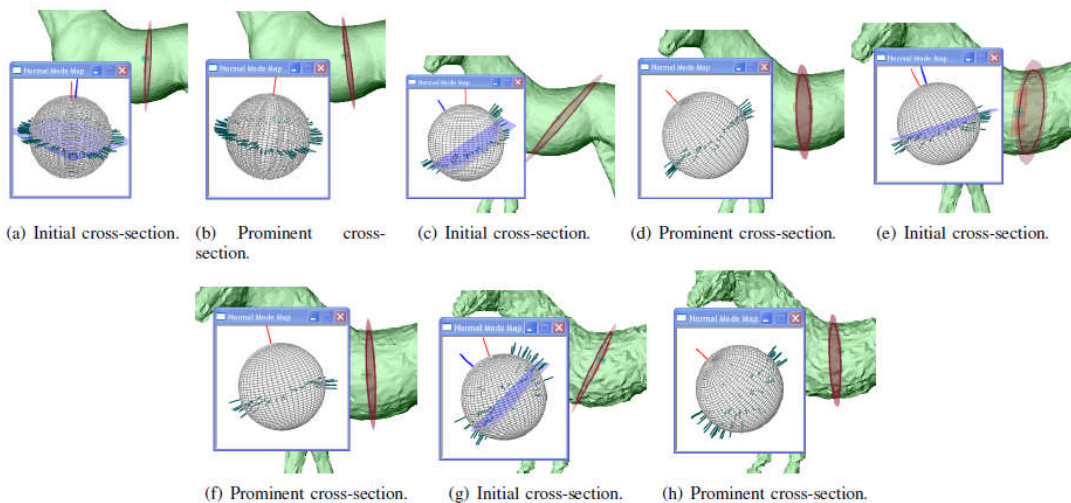 Normal Mode Map
Normal Mode Map
Normal Mode Map
Normal Mode Map
Normal Mode Map
(a) Initial cross-section.
(b) Prominent cross-
section.
(c) Initial cross-section.
(d) Prominent cross-section.
(e) Initial cross-section.
Normal Mode Map
Normal Mode Map
Normal Mode Map
(f) Prominent cross-section.
(g) Initial cross-section.
(h) Prominent cross-section.